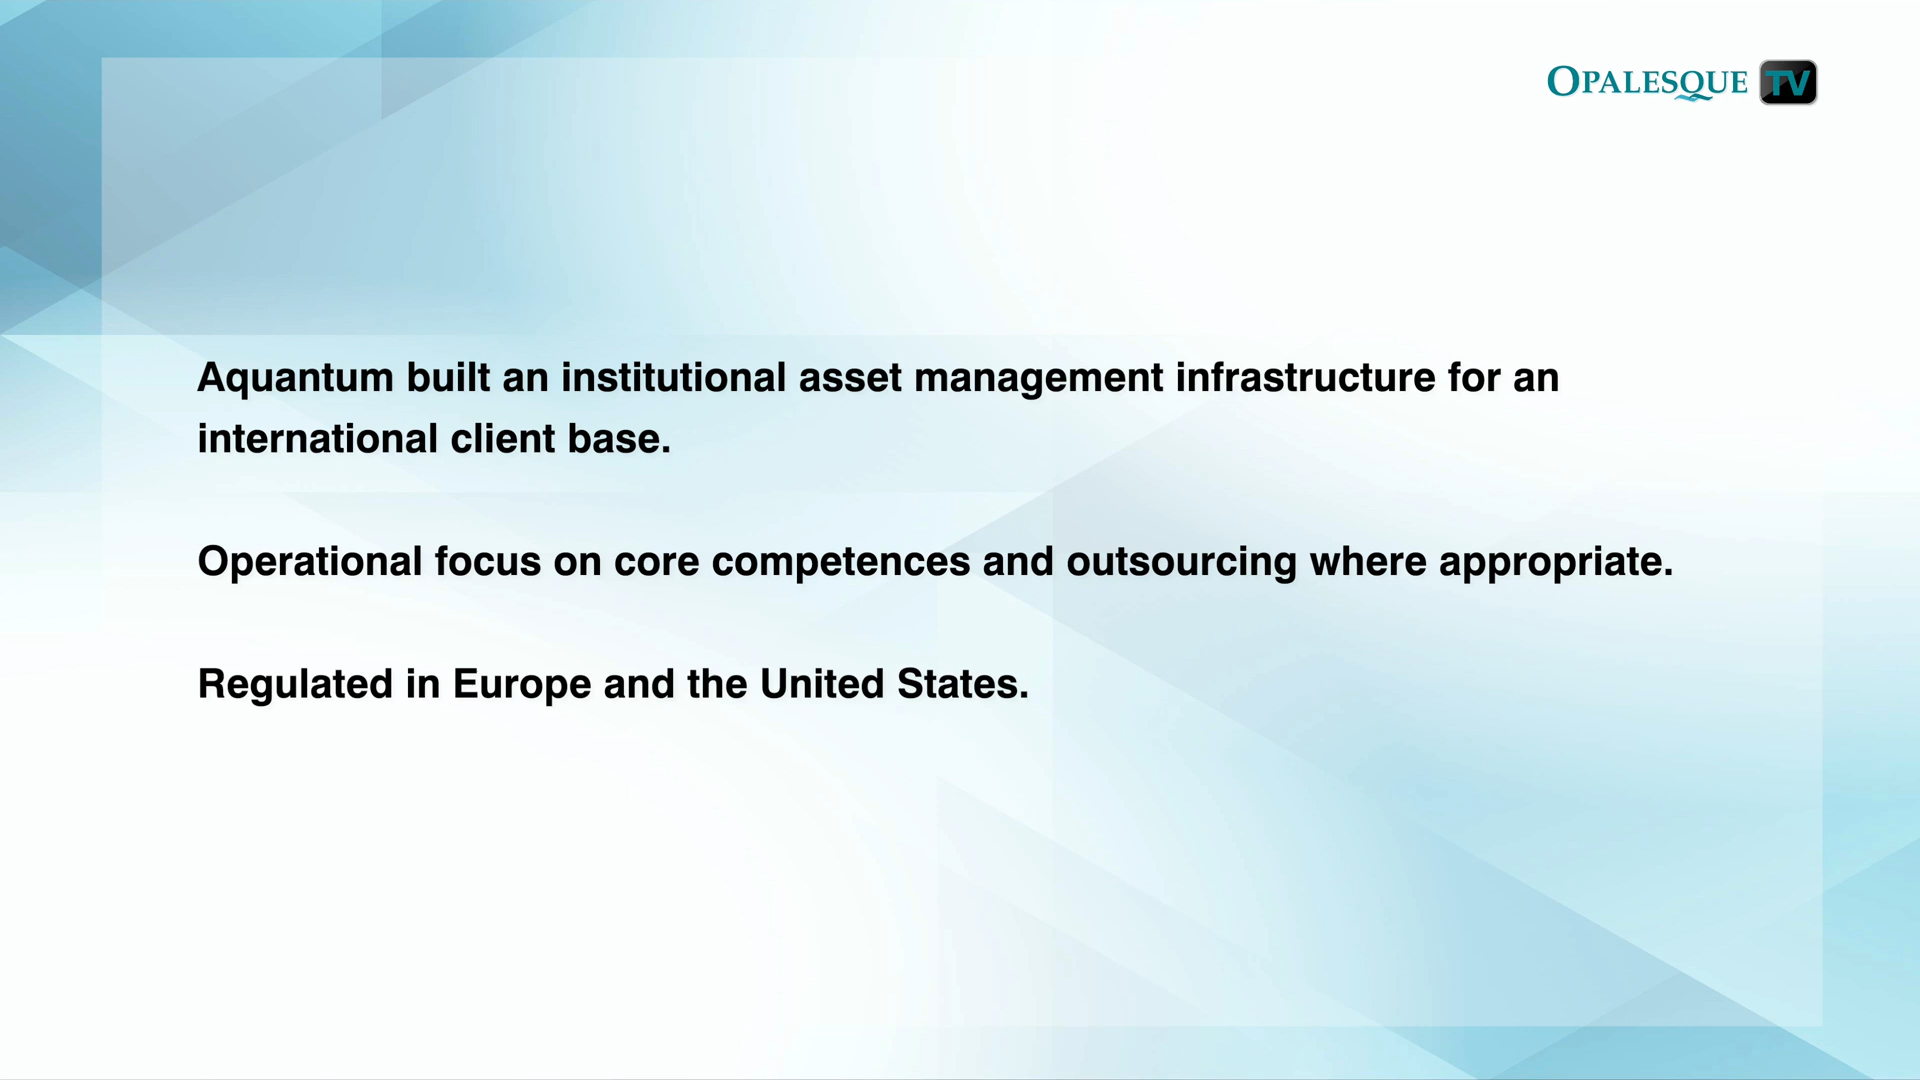 OPALESQUE TV
Aquantum built an institutional asset management infrastructure for an
international client base.
Operational focus on core competences and outsourcing where appropriate.
Regulated in Europe and the United States.